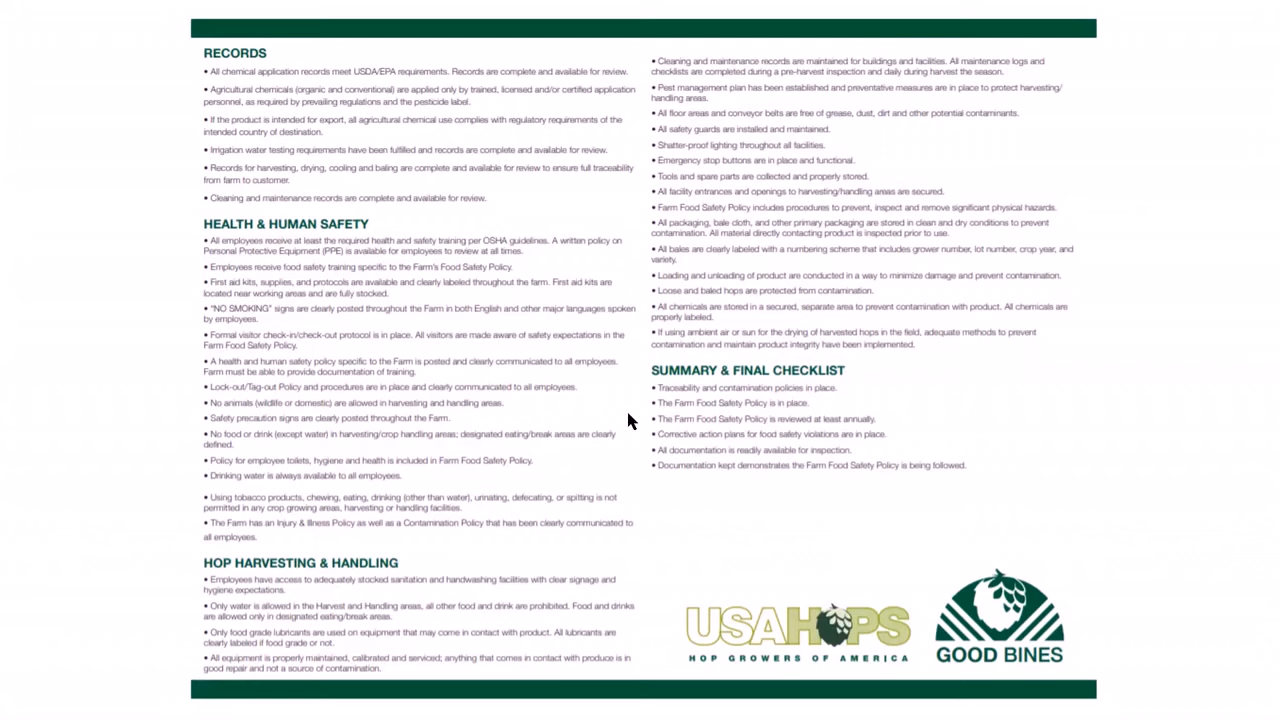 RECORDS
• All chemical application records meet USDA/EPA requirements. Records are complete and available for review.
• Agricultural chemicals (organic and conventional) are applied only by trained, licensed and/or certified application
personnel, as required by prevailing regulations and the pesticide label.
• If the product is intended for export, all agricultural chemical use complies with regulatory requirements of the
intended country of destination.
• Irrigation water testing requirements have been fulfilled and records are complete and available for review.
• Records for harvesting, drying, cooling and baling are complete and available for review to ensure full traceability
from farm to customer.
• Cleaning and maintenance records are complete and available for review.
HEALTH & HUMAN SAFETY
• All employees receive at least the required health and safety training per OSHA guidelines. A written policy on
Personal Protective Equipment (PPE) is available for employees to review at all times.
• Employees receive food safety training specific to the Farm's Food Safety Policy.
• First aid kits, supplies, and protocols are available and clearly labeled throughout the farm. First aid kits are
located near working areas and are fully stocked.
• "NO SMOKING" signs are clearly posted throughout the Farm in both English and other major languages spoken
by employees.
• Formal visitor check-in/check-out protocol is in place. All visitors are made aware of safety expectations in the
Farm Food Safety Policy.
• A health and human safety policy specific to the Farm is posted and clearly communicated to all employees.
Farm must be able to provide documentation of training.
• Lock-out/Tag-out Policy and procedures are in place and clearly communicated to all employees.
• No animals (wildlife or domestic) are allowed in harvesting and handling areas.
• Safety precaution signs are clearly posted throughout the Farm.
• No food or drink (except water) in harvesting/crop handling areas; designated eating/break areas are clearly
defined.
• Policy for employee toilets, hygiene and health is included in Farm Food Safety Policy.
• Drinking water is always available to all employees.
• Using tobacco products, chewing, eating, drinking (other than water), urinating, defecating, or spitting is not
permitted in any crop growing areas, harvesting or handling facilities.
• The Farm has an Injury & Illness Policy as well as a Contamination Policy that has been clearly communicated to
all employees.
HOP HARVESTING & HANDLING
• Employees have access to adequately stocked sanitation and handwashing facilities with clear signage and
hygiene expectations.
• Only water is allowed in the Harvest and Handling areas, all other food and drink are prohibited. Food and drinks
are allowed only in designated eating/break areas.
• Only food grade lubricants are used on equipment that may come in contact with product. All lubricants are
clearly labeled if food grade or not.
• All equipment is properly maintained, calibrated and serviced; anything that comes in contact with produce is in
good repair and not a source of contamination.
• Cleaning and maintenance records are maintained for buildings and facilities. All maintenance logs and
checklists are completed during a pre-harvest inspection and daily during harvest the season.
• Pest management plan has been established and preventative measures are in place to protect harvesting/
handling areas.
• All floor areas and conveyor belts are free of grease, dust, dirt and other potential contaminants.
• All safety guards are installed and maintained.
• Shatter-proof lighting throughout all facilities.
• Emergency stop buttons are in place and functional.
• Tools and spare parts are collected and properly stored.
• All facility entrances and openings to harvesting/handling areas are secured.
• Farm Food Safety Policy includes procedures to prevent, inspect and remove significant physical hazards.
• All packaging, bale cloth, and other primary packaging are stored in clean and dry conditions to prevent
contamination. All material directly contacting product is inspected prior to use.
• All bales are clearly labeled with a numbering scheme that includes grower number, lot number, crop year, and
variety.
• Loading and unloading of product are conducted in a way to minimize damage and prevent contamination.
• Loose and baled hops are protected from contamination.
• All chemicals are stored in a secured, separate area to prevent contamination with product. All chemicals are
properly labeled.
• If using ambient air or sun for the drying of harvested hops in the field, adequate methods to prevent
contamination and maintain product integrity have been implemented.
SUMMARY & FINAL CHECKLIST
• Traceability and contamination policies in place.
• The Farm Food Safety Policy is in place.
• The Farm Food Safety Policy is reviewed at least annually.
• Corrective action plans for food safety violations are in place.
• All documentation is readily available for inspection.
• Documentation kept demonstrates the Farm Food Safety Policy is being followed.
USAHOPS
HOP GROWERS OF AMERICA
GOOD BINES